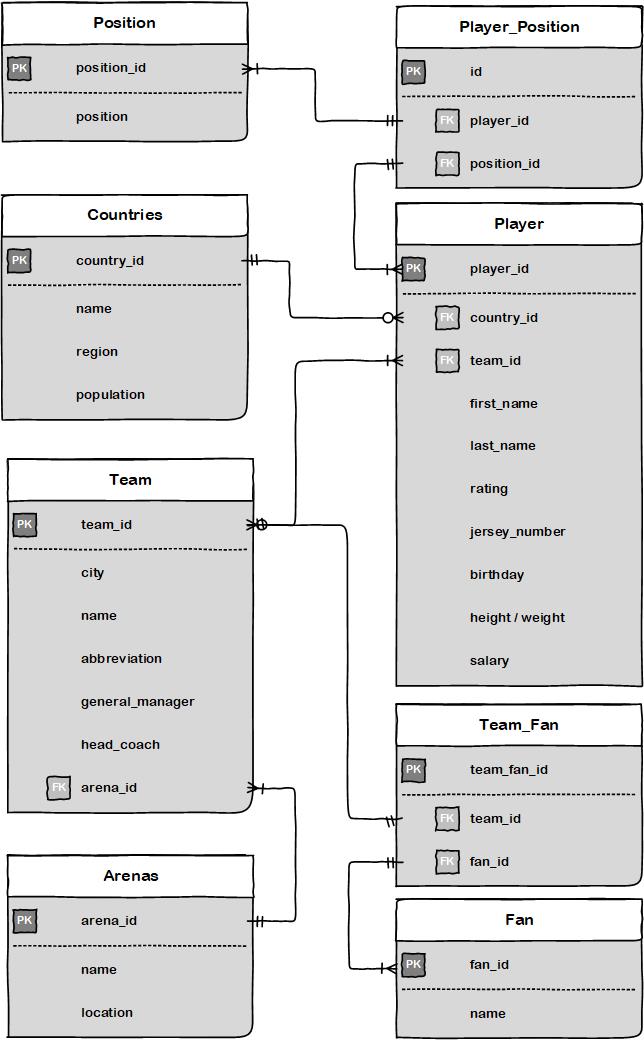 Position
PK position_id
position
Player_Position
PK id
FK player_id
FK position_id
Countries
PK country_id
name
region
population
Player
PK player_id
FK country_id
FK team_id
first_name
last_name
rating
jersey_number
birthday
height / weight
salary
Team
PK team_id
city
name
abbreviation
general_manager
head_coach
FK arena_id
Team_Fan
PK team_fan_id
FK team_id
FK fan_id
Arenas
PK arena_id
name
location
Fan
PK fan_id
name